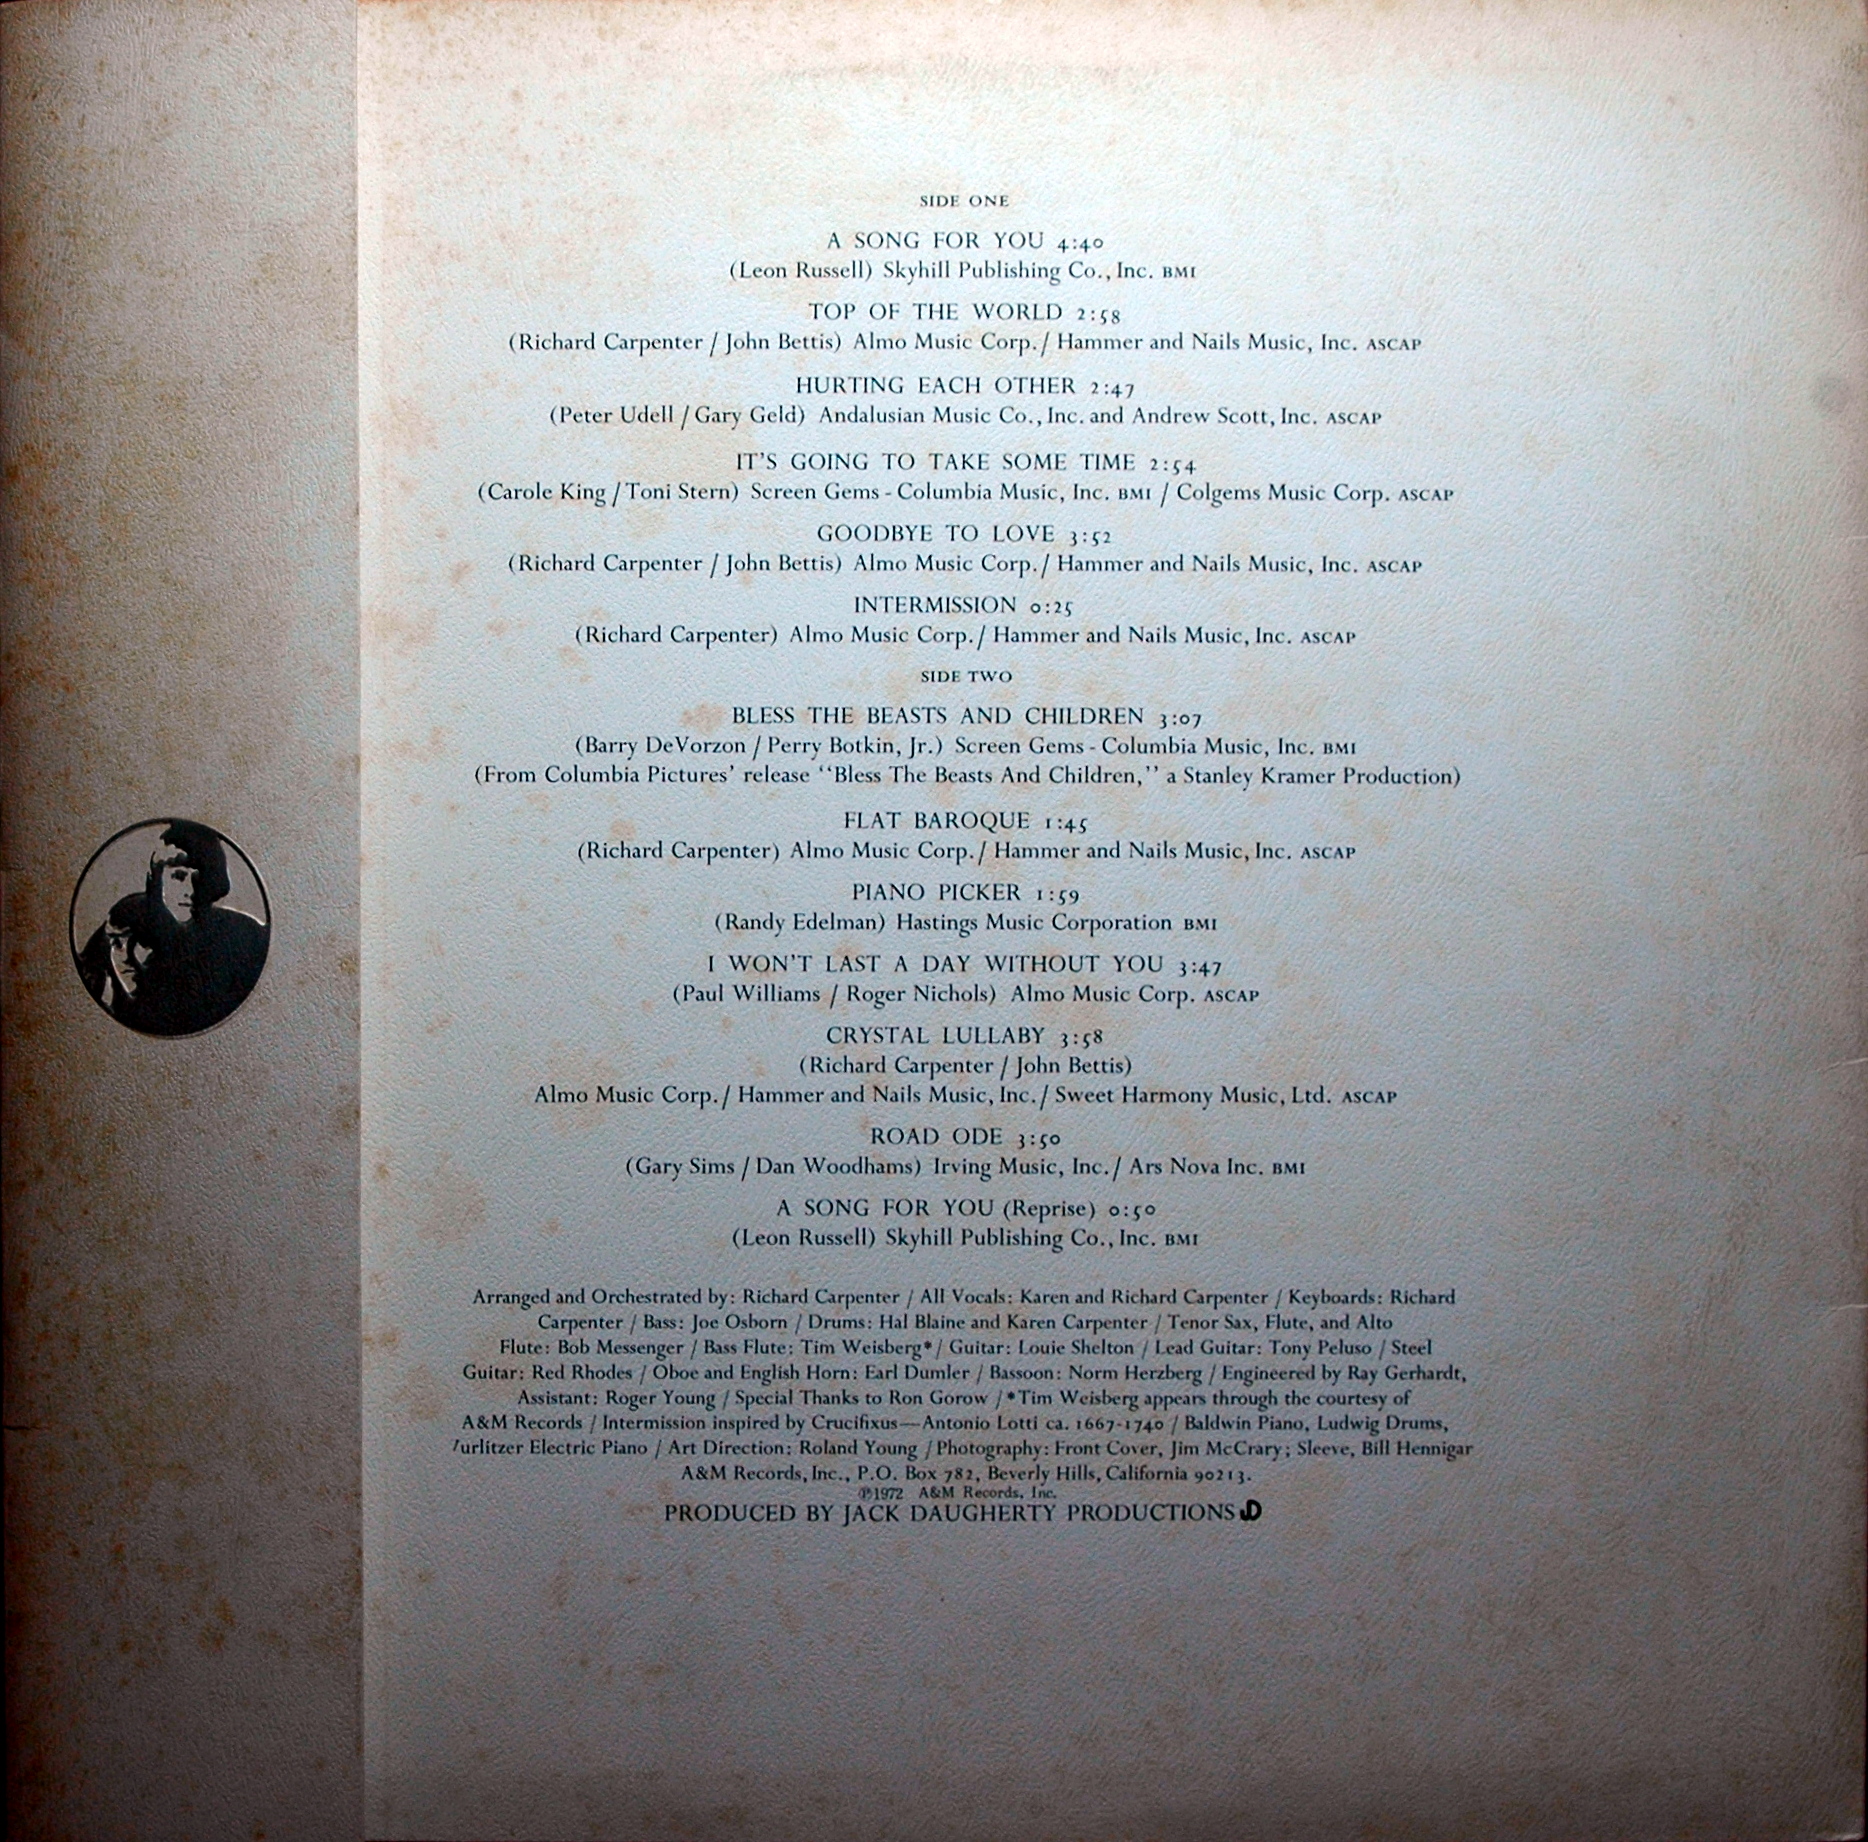 SIDE ONE
A SONG FOR YOU 4:40
(Leon Russell) Skyhill Publishing Co., Inc. BMI
TOP OF THE WORLD 2:58
(Richard Carpenter / John Bettis) Almo Music Corp. / Hammer and Nails Music, Inc. ASCAP
HURTING EACH OTHER 2:47
(Peter Udell / Gary Geld) Andalusian Music Co., Inc. and Andrew Scott, Inc. ASCAP
IT'S GOING TO TAKE SOME TIME 2:54
(Carole King / Toni Stern) Screen Gems - Columbia Music, Inc. BMI / Colgems Music Corp. ASCAP
GOODBYE TO LOVE 3:52
(Richard Carpenter / John Bettis) Almo Music Corp. / Hammer and Nails Music, Inc. ASCAP
INTERMISSION 0:25
(Richard Carpenter) Almo Music Corp. / Hammer and Nails Music, Inc. ASCAP
SIDE TWO
BLESS THE BEASTS AND CHILDREN 3:07
(Barry DeVorzon / Perry Botkin, Jr.) Screen Gems - Columbia Music, Inc. BMI
(From Columbia Pictures' release "Bless The Beasts And Children," a Stanley Kramer Production)
FLAT BAROQUE 1:45
(Richard Carpenter) Almo Music Corp. / Hammer and Nails Music, Inc. ASCAP
PIANO PICKER 1:59
(Randy Edelman) Hastings Music Corporation BMI
I WON'T LAST A DAY WITHOUT YOU 3:47
(Paul Williams / Roger Nichols) Almo Music Corp. ASCAP
CRYSTAL LULLABY 3:58
(Richard Carpenter / John Bettis)
Almo Music Corp. / Hammer and Nails Music, Inc. / Sweet Harmony Music, Ltd. ASCAP
ROAD ODE 3:50
(Gary Sims / Dan Woodhams) Irving Music, Inc. / Ars Nova Inc. BMI
A SONG FOR YOU (Reprise) 0:50
(Leon Russell) Skyhill Publishing Co., Inc. BMI
Arranged and Orchestrated by: Richard Carpenter / All Vocals: Karen and Richard Carpenter / Keyboards: Richard
Carpenter / Bass: Joe Osborn / Drums: Hal Blaine and Karen Carpenter / Tenor Sax, Flute, and Alto
Flute: Bob Messenger / Bass Flute: Tim Weisberg* / Guitar: Louie Shelton / Lead Guitar: Tony Peluso / Steel
Guitar: Red Rhodes / Oboe and English Horn: Earl Dumler / Bassoon: Norm Herzberg / Engineered by Ray Gerhardt,
Assistant: Roger Young / Special Thanks to Ron Gorow / *Tim Weisberg appears through the courtesy of
A&M Records / Intermission inspired by Crucifixus—Antonio Lotti ca. 1667-1740 / Baldwin Piano, Ludwig Drums,
urlitzer Electric Piano / Art Direction: Roland Young / Photography: Front Cover, Jim McCrary; Sleeve, Bill Hennigar
A&M Records, Inc., P.O. Box 782, Beverly Hills, California 90213.
℗1972 A&M Records, Inc.
PRODUCED BY JACK DAUGHERTY PRODUCTIONS JD